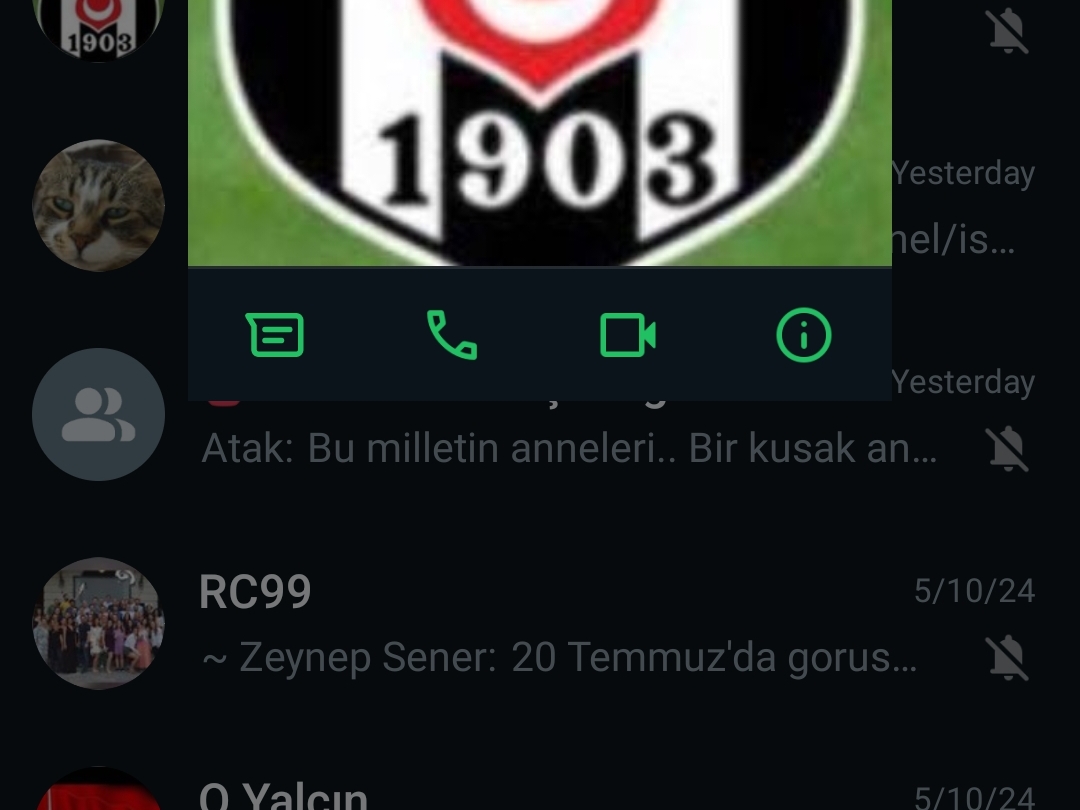 1903
1903
Yesterday
nel/is…
Yesterday
Atak: Bu milletin anneleri.. Bir kusak an…
RC99
5/10/24
~ Zeynep Sener: 20 Temmuz'da gorus…
O Yalçın
5/10/24